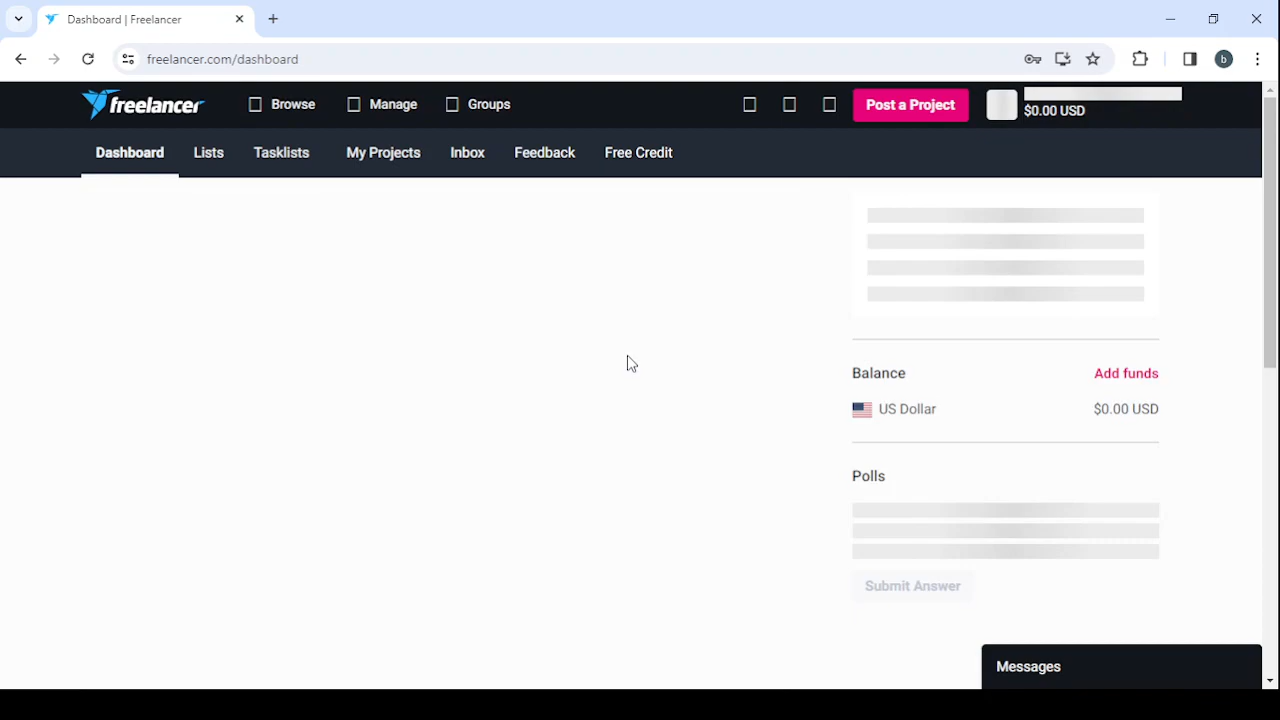 Dashboard | Freelancer
freelancer.com/dashboard
b
freelancer
Browse
Manage
Groups
Post a Project
$0.00 USD
Dashboard
Lists
Tasklists
My Projects
Inbox
Feedback
Free Credit
Balance
Add funds
US Dollar
$0.00 USD
Polls
Submit Answer
Messages